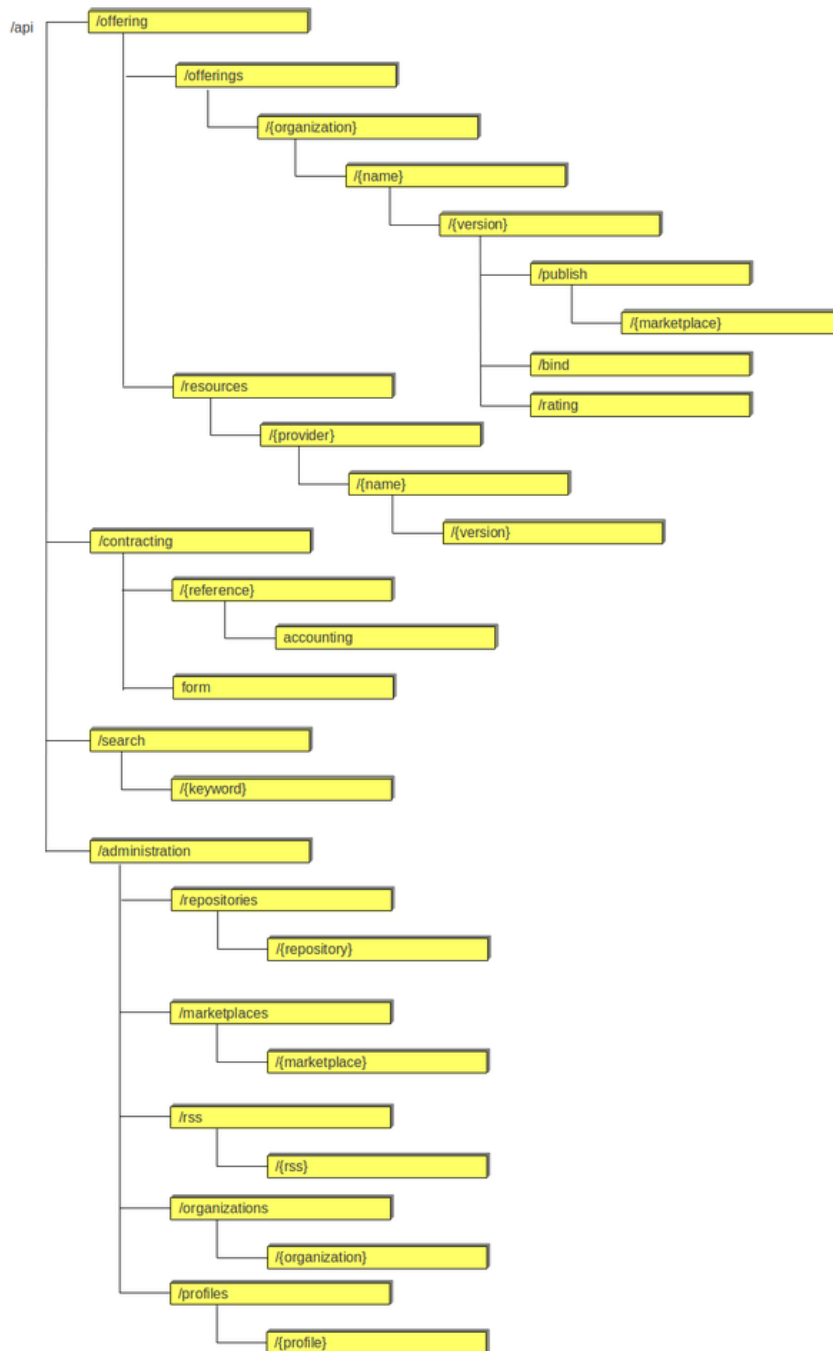 /api
/offering
/offerings
/{organization}
/{name}
/{version}
/publish
/{marketplace}
/bind
/rating
/resources
/{provider}
/{name}
/{version}
/contracting
/{reference}
accounting
form
/search
/{keyword}
/administration
/repositories
/{repository}
/marketplaces
/{marketplace}
/rss
/{rss}
/organizations
/{organization}
/profiles
/{profile}